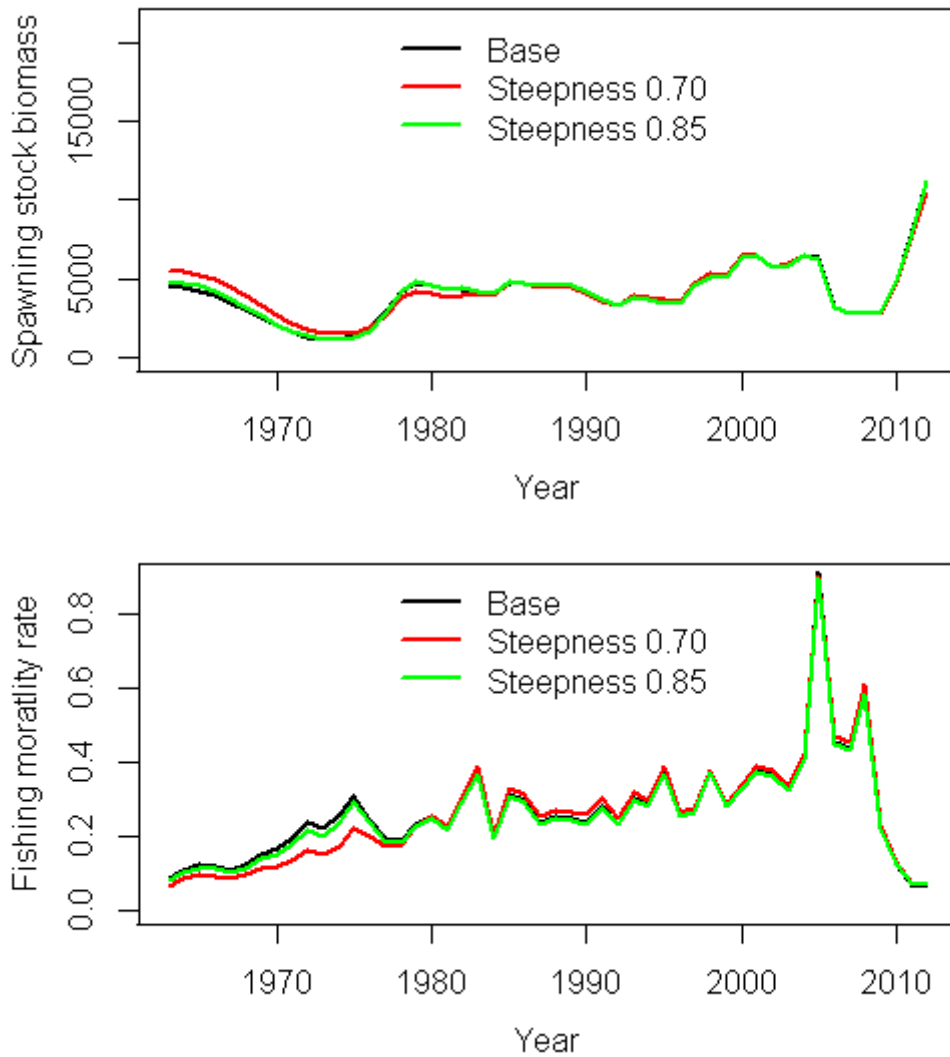 Spawning stock biomass
0 5000 15000
Base
Steepness 0.70
Steepness 0.85
1970 1980 1990 2000 2010
Year
Fishing moratlity rate
0.0 0.2 0.4 0.6 0.8
Base
Steepness 0.70
Steepness 0.85
1970 1980 1990 2000 2010
Year